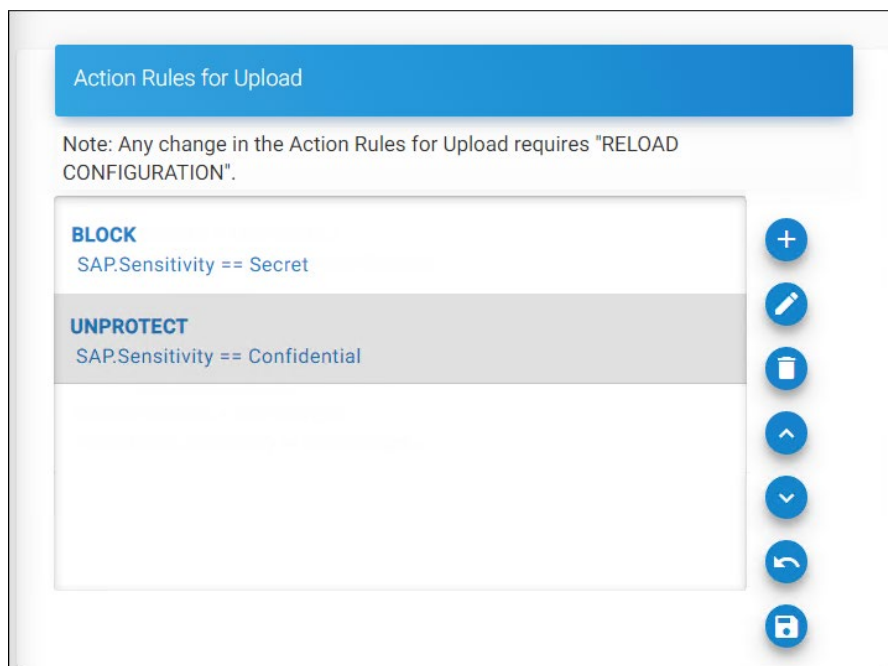 Action Rules for Upload
Note: Any change in the Action Rules for Upload requires "RELOAD
CONFIGURATION".
BLOCK
SAP.Sensitivity == Secret
UNPROTECT
SAP.Sensitivity == Confidential